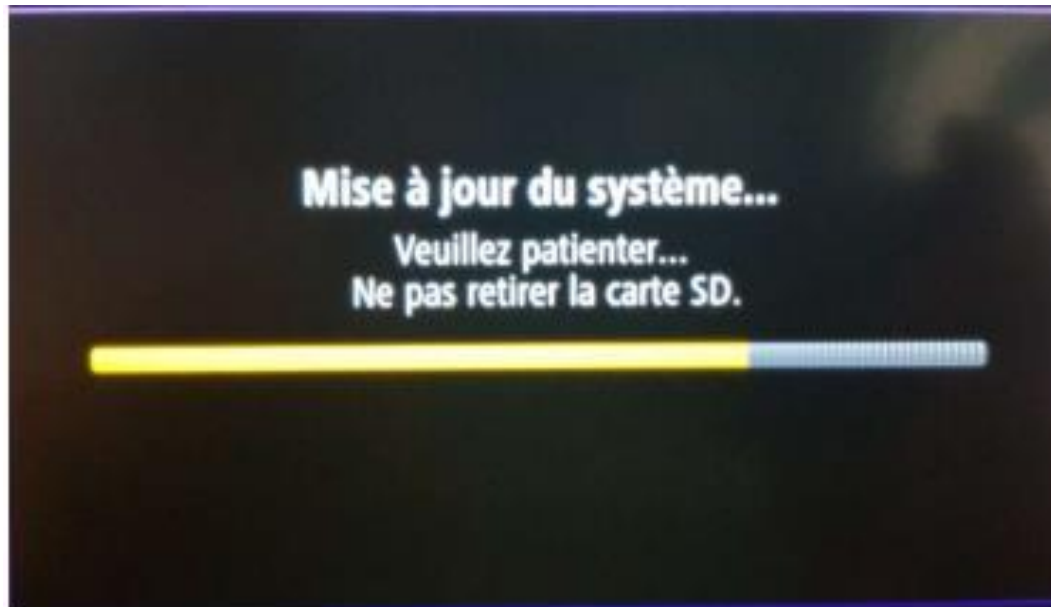 Mise à jour du système...
Veuillez patienter...
Ne pas retirer la carte SD.